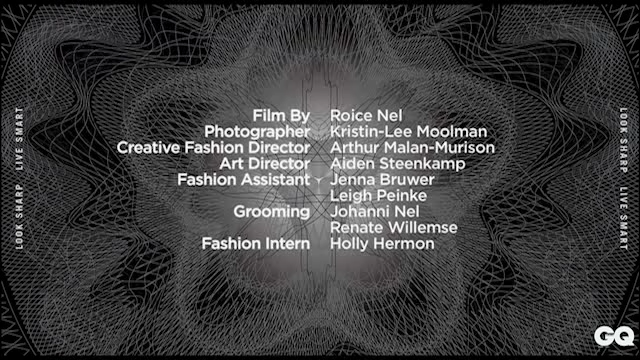 Film By Roice Nel
Photographer Kristin-Lee Moolman
Creative Fashion Director Arthur Malan-Murison
Art Director Aiden Steenkamp
Fashion Assistant Jenna Bruwer
Leigh Peinke
Grooming Johanni Nel
Renate Willemse
Fashion Intern Holly Hermon
LOOK SHARP LIVE SMART
LOOK SHARP LIVE SMART
GQ